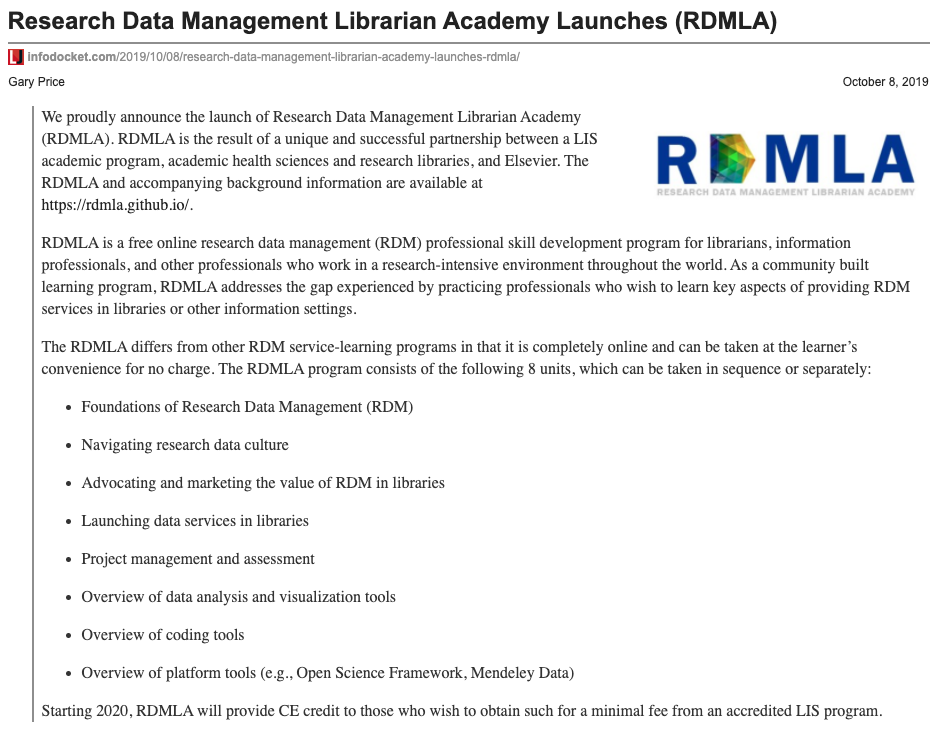 Research Data Management Librarian Academy Launches (RDMLA)
infodocket.com/2019/10/08/research-data-management-librarian-academy-launches-rdmla/
Gary Price
October 8, 2019
We proudly announce the launch of Research Data Management Librarian Academy
(RDMLA). RDMLA is the result of a unique and successful partnership between a LIS
academic program, academic health sciences and research libraries, and Elsevier. The
RDMLA and accompanying background information are available at
https://rdmla.github.io/.
RDMLA
RESEARCH DATA MANAGEMENT LIBRARIAN ACADEMY
RDMLA is a free online research data management (RDM) professional skill development program for librarians, information
professionals, and other professionals who work in a research-intensive environment throughout the world. As a community built
learning program, RDMLA addresses the gap experienced by practicing professionals who wish to learn key aspects of providing RDM
services in libraries or other information settings.
The RDMLA differs from other RDM service-learning programs in that it is completely online and can be taken at the learner’s
convenience for no charge. The RDMLA program consists of the following 8 units, which can be taken in sequence or separately:
• Foundations of Research Data Management (RDM)
• Navigating research data culture
• Advocating and marketing the value of RDM in libraries
• Launching data services in libraries
• Project management and assessment
• Overview of data analysis and visualization tools
• Overview of coding tools
• Overview of platform tools (e.g., Open Science Framework, Mendeley Data)
Starting 2020, RDMLA will provide CE credit to those who wish to obtain such for a minimal fee from an accredited LIS program.